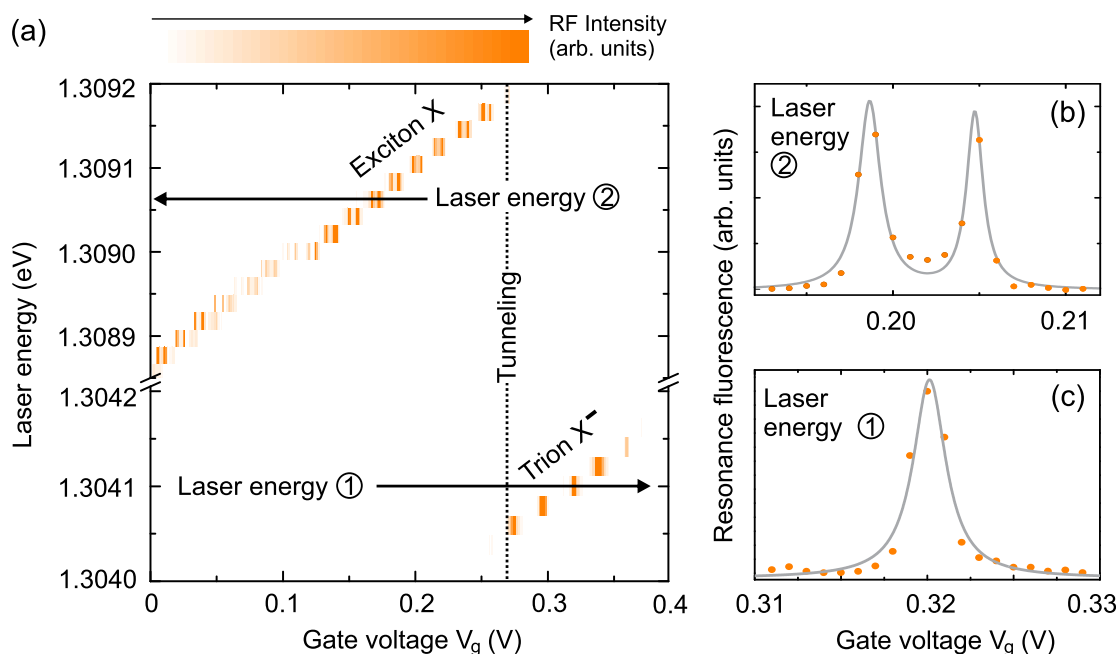 (a)
RF Intensity
(arb. units)
Laser energy (eV)
1.3092
1.3091
1.3090
1.3089
1.3042
1.3041
1.3040
Exciton X
Laser energy ②
Tunneling
Trion X⁻
Laser energy ①
0
0.1
0.2
0.3
0.4
Gate voltage Vg (V)
Resonance fluorescence (arb. units)
(b)
Laser
energy
②
0.20
0.21
(c)
Laser
energy ①
0.31
0.32
0.33
Gate voltage Vg (V)